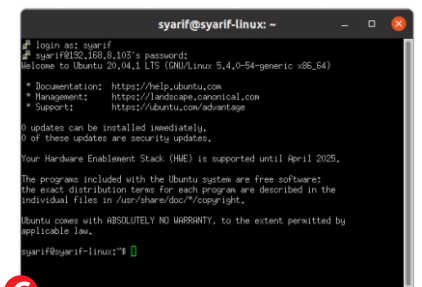 syarif@syarif-linux: ~
login as: syarif
syarif@192.168.8.103's password:
Welcome to Ubuntu 20.04.1 LTS (GNU/Linux 5.4.0-54-generic x86_64)
* Documentation: https://help.ubuntu.com
* Management: https://landscape.canonical.com
* Support: https://ubuntu.com/advantage
0 updates can be installed immediately.
0 of these updates are security updates.
Your Hardware Enablement Stack (HWE) is supported until April 2025.
The programs included with the Ubuntu system are free software;
the exact distribution terms for each program are described in the
individual files in /usr/share/doc/*/copyright.
Ubuntu comes with ABSOLUTELY NO WARRANTY, to the extent permitted by
applicable law.
syarif@syarif-linux:~$